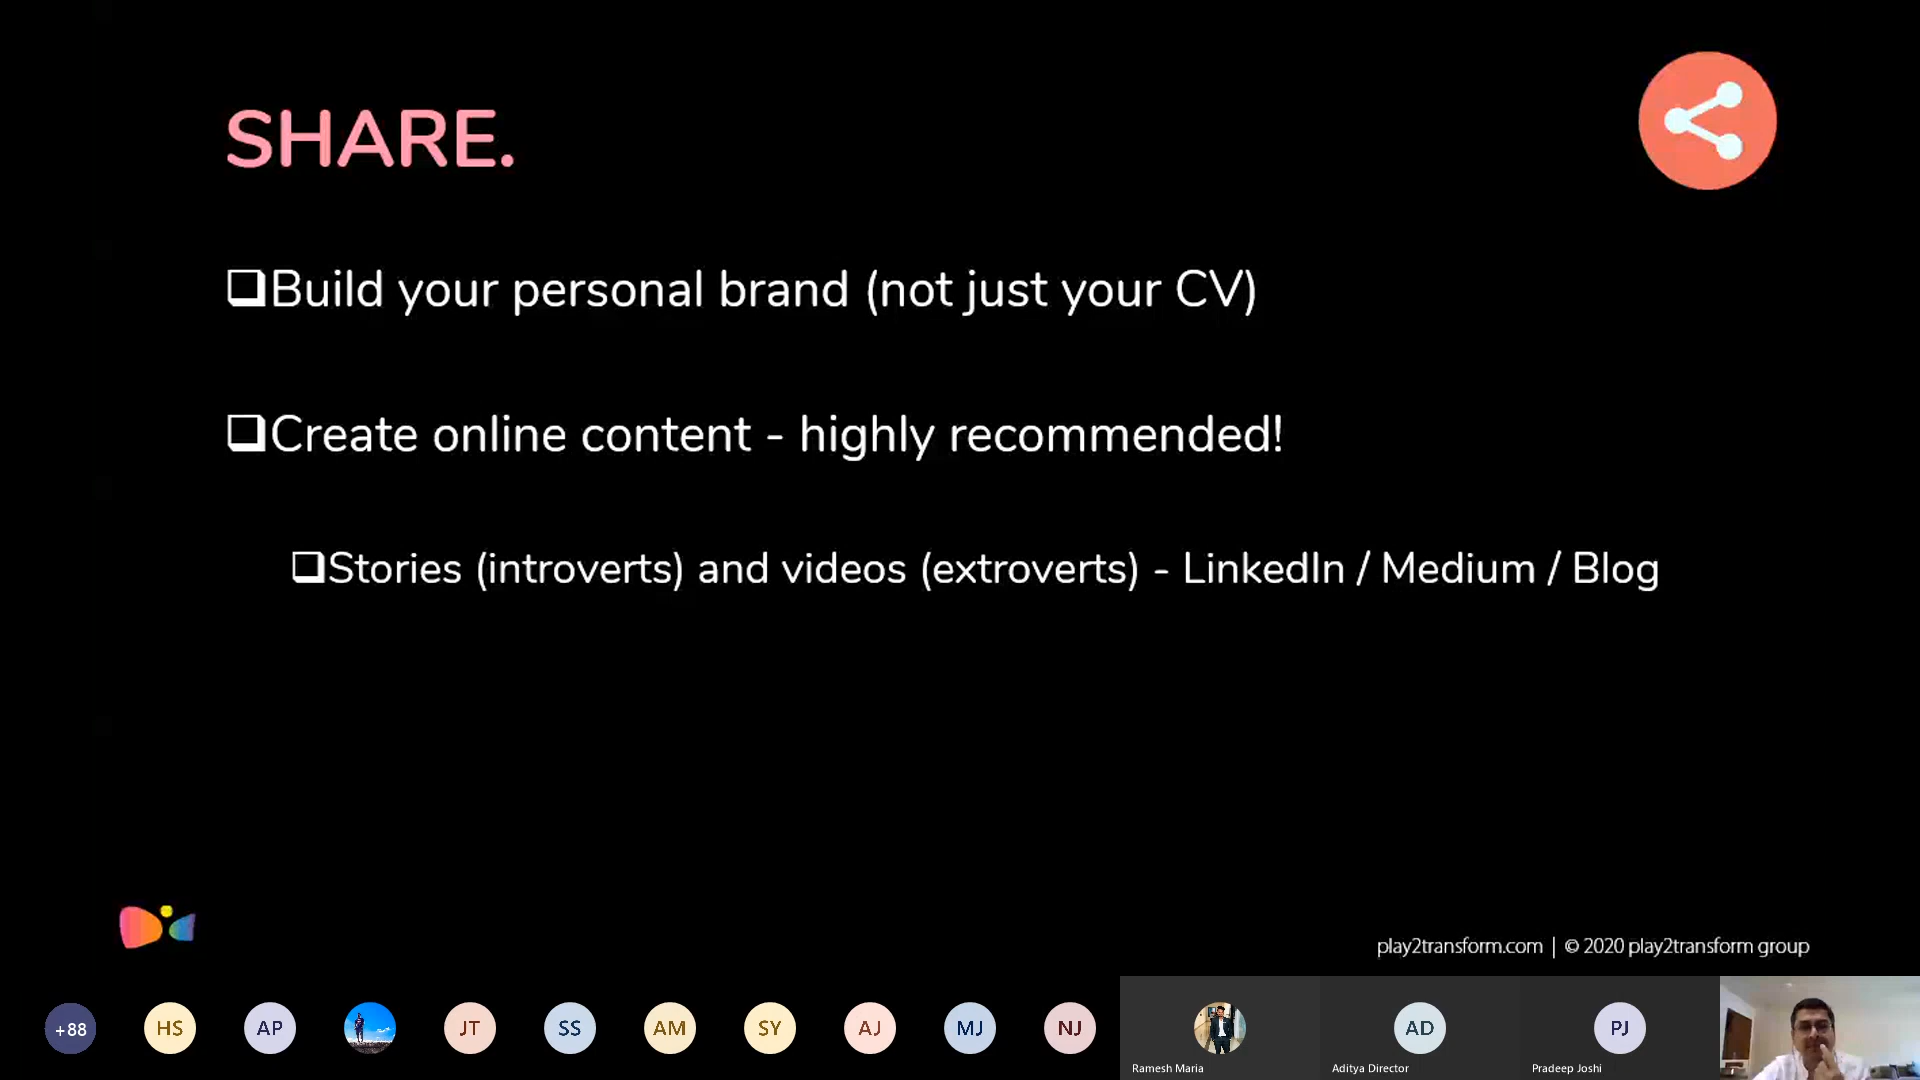 SHARE.
❑Build your personal brand (not just your CV)
❑Create online content - highly recommended!
❑Stories (introverts) and videos (extroverts) - LinkedIn / Medium / Blog
play2transform.com | © 2020 play2transform group
+88 HS AP JT SS AM SY AJ MJ NJ AD PJ
Ramesh Maria Aditya Director Pradeep Joshi